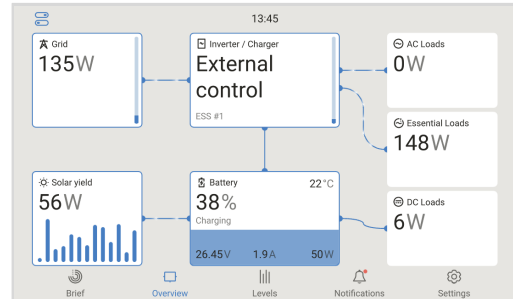 13:45
Grid
135W
Inverter / Charger
External
control
ESS #1
AC Loads
0W
Essential Loads
148W
Solar yield
56W
Battery
22°C
38%
Charging
26.45V
1.9A
50W
DC Loads
6W
Brief
Overview
Levels
Notifications
Settings